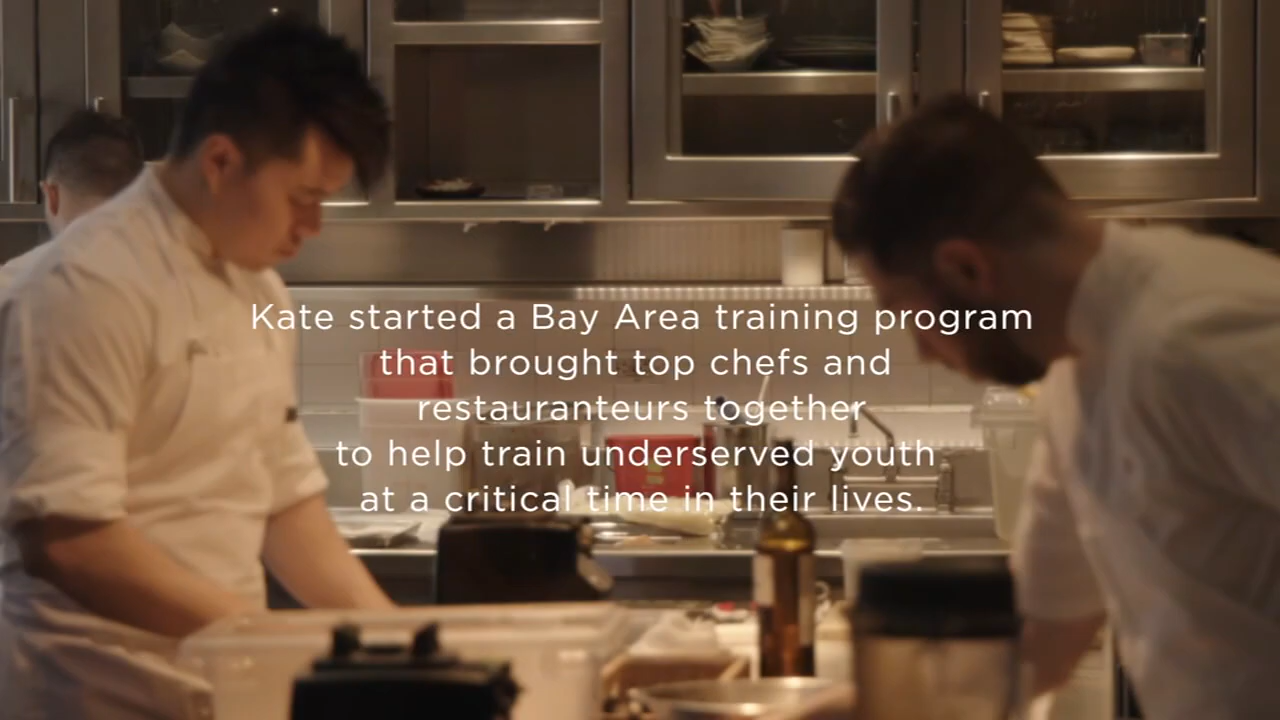 Kate started a Bay Area training program
that brought top chefs and
restauranteurs together
to help train underserved youth
at a critical time in their lives.